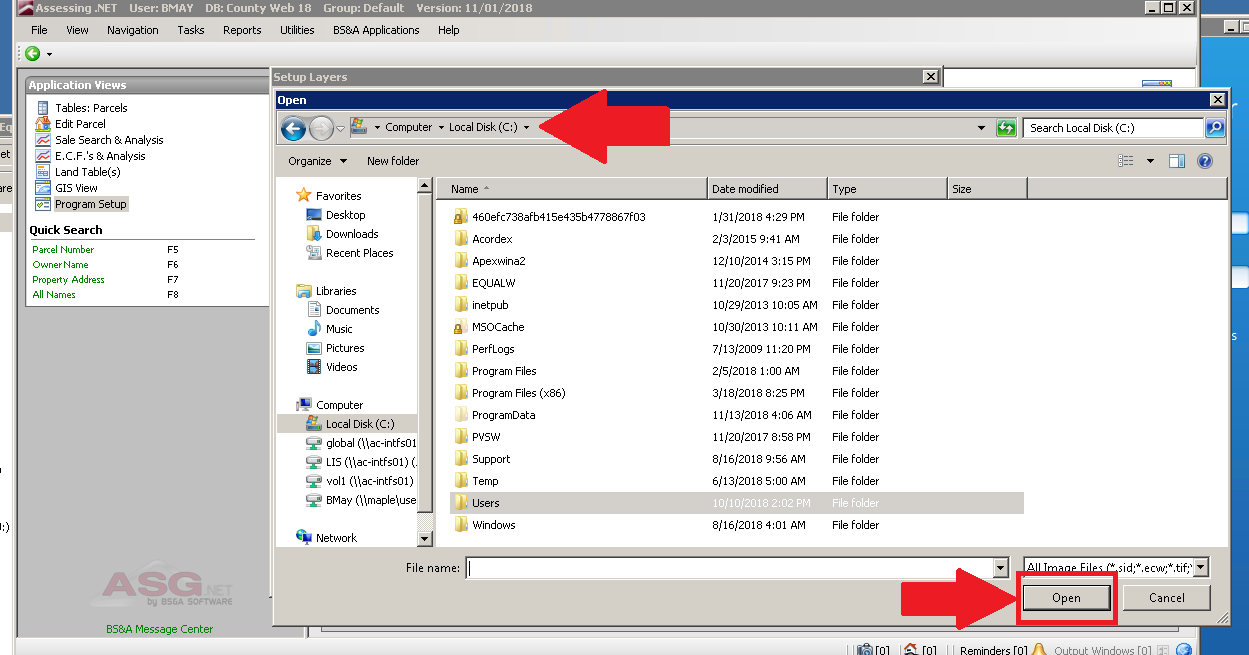 Assessing .NET User: BMAY DB: County Web 18 Group: Default Version: 11/01/2018
File View Navigation Tasks Reports Utilities BS&A Applications Help
Application Views
Tables: Parcels
Edit Parcel
Sale Search & Analysis
E.C.F.'s & Analysis
Land Table(s)
GIS View
Program Setup
Quick Search
Parcel Number F5
Owner Name F6
Property Address F7
All Names F8
ASG.NET
by BS&A SOFTWARE
BS&A Message Center
Setup Layers
Open
Computer Local Disk (C:)
Search Local Disk (C:)
Organize New folder
Favorites
Desktop
Downloads
Recent Places
Libraries
Documents
Music
Pictures
Videos
Computer
Local Disk (C:)
global (\\ac-intfs01
LIS (\\ac-intfs01) (.
vol1 (\\ac-intfs01)
BMay (\\maple\use
Network
Name Date modified Type Size
460efc738afb415e435b4778867f03 1/31/2018 4:29 PM File folder
Acordex 2/3/2015 9:41 AM File folder
Apexwina2 12/10/2014 3:15 PM File folder
EQUALW 11/20/2017 9:23 PM File folder
inetpub 10/29/2013 10:05 AM File folder
MSOCache 10/30/2013 10:11 AM File folder
PerfLogs 7/13/2009 11:20 PM File folder
Program Files 2/5/2018 1:00 AM File folder
Program Files (x86) 3/18/2018 8:25 PM File folder
ProgramData 11/13/2018 4:06 AM File folder
PVSW 11/20/2017 8:58 PM File folder
Support 8/16/2018 9:56 AM File folder
Temp 6/13/2018 5:00 AM File folder
Users 10/10/2018 2:02 PM File folder
Windows 8/16/2018 4:01 AM File folder
File name:
All Image Files (*.sid;*.ecw;*.tif;
Open Cancel
[0] [0] Reminders [0] Output Windows [0]